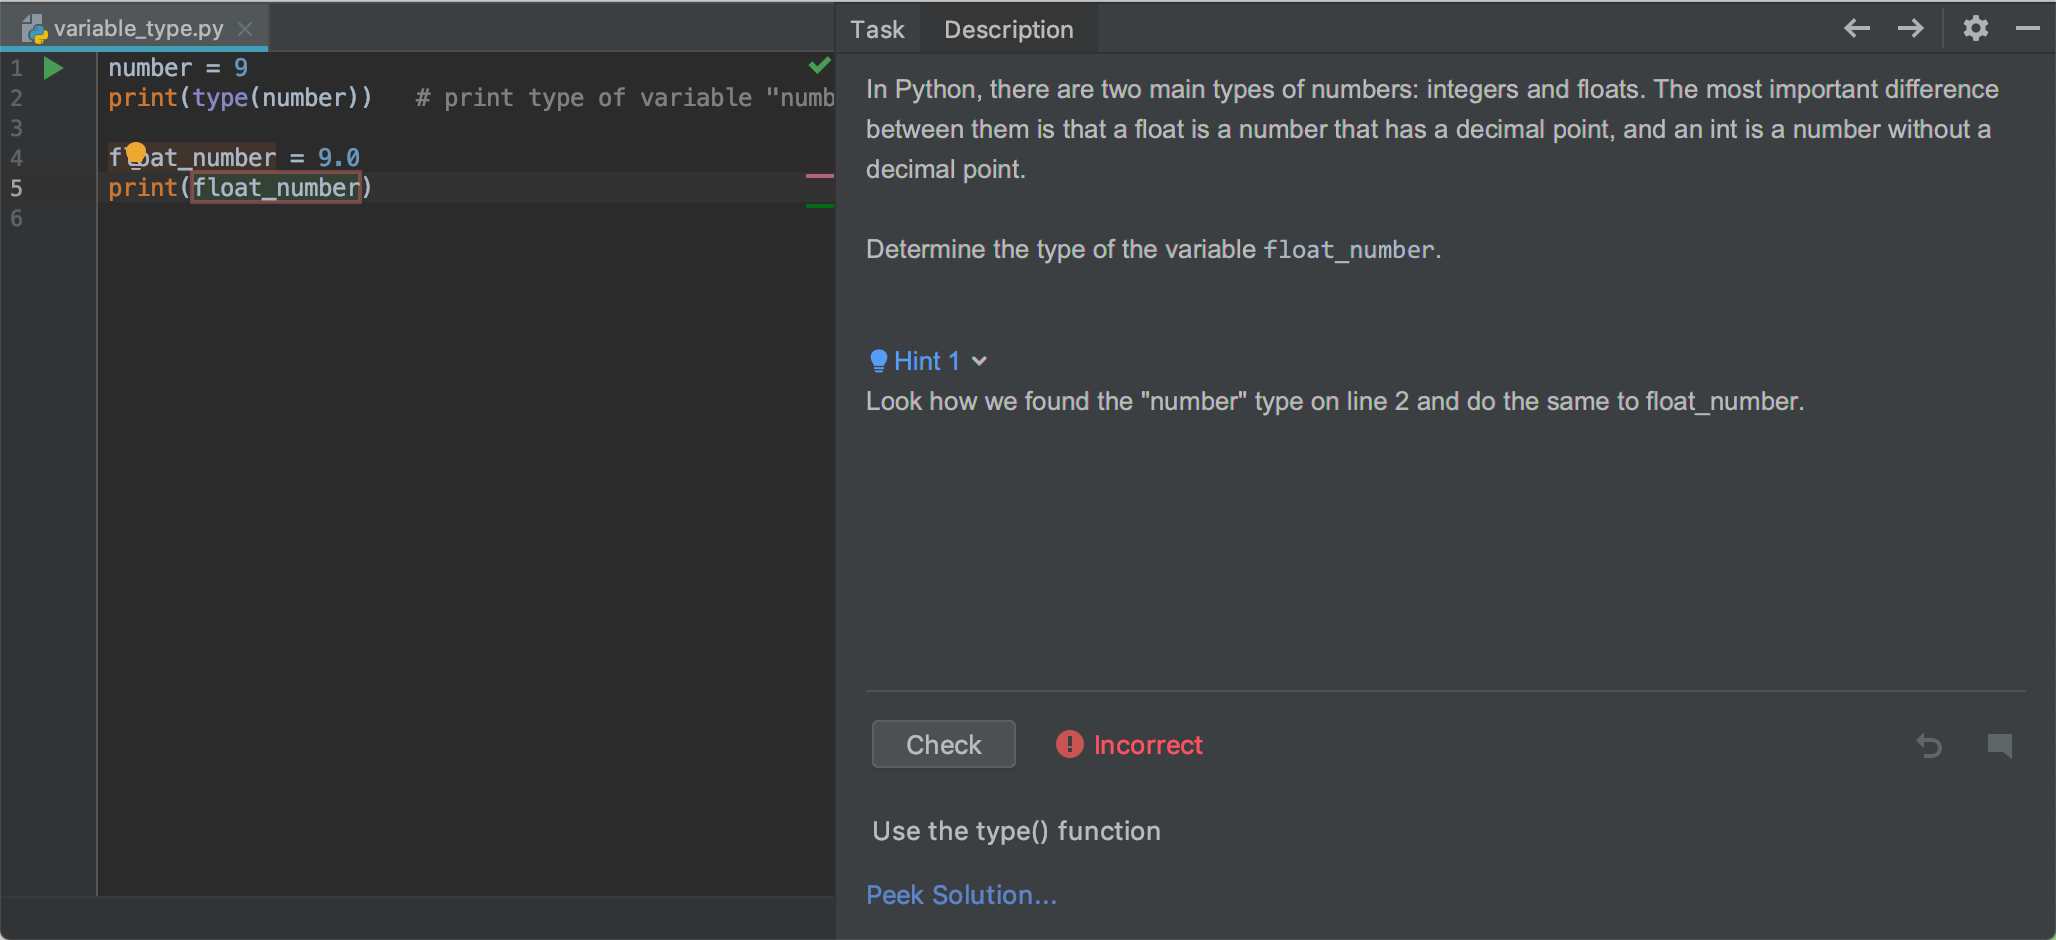 variable_type.py
1 number = 9
2 print(type(number))   # print type of variable "numb
3
4 float_number = 9.0
5 print(float_number)
6
Task Description
In Python, there are two main types of numbers: integers and floats. The most important difference
between them is that a float is a number that has a decimal point, and an int is a number without a
decimal point.
Determine the type of the variable float_number.
Hint 1
Look how we found the "number" type on line 2 and do the same to float_number.
Check
Incorrect
Use the type() function
Peek Solution...